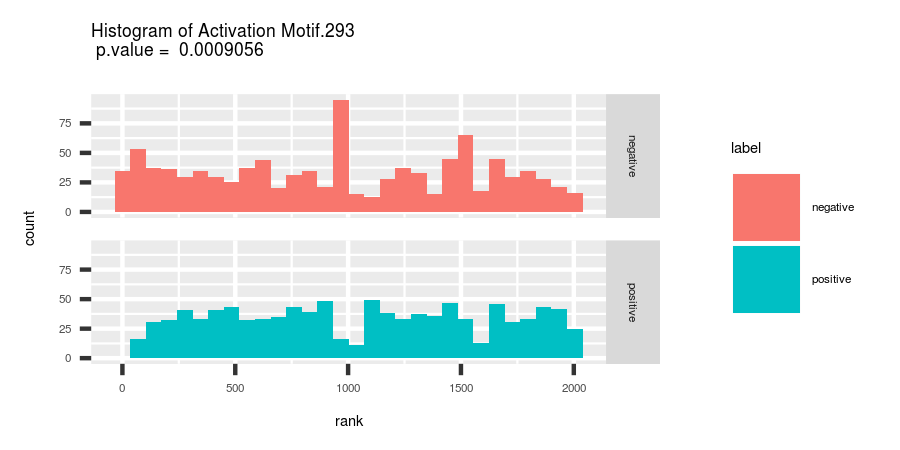 Histogram of Activation Motif.293
p.value =  0.0009056
count
75
50
25
0
negative
75
50
25
0
positive
0
500
1000
1500
2000
rank
label
negative
positive